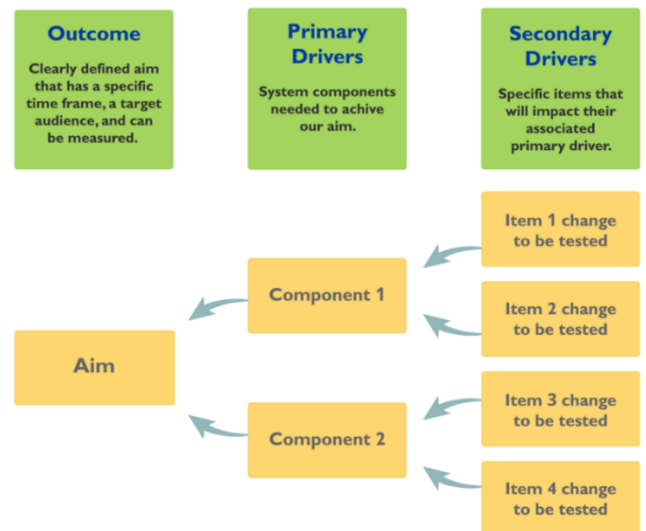 Outcome
Clearly defined aim
that has a specific
time frame, a target
audience, and can
be measured.
Primary
Drivers
System components
needed to achive
our aim.
Secondary
Drivers
Specific items that
will impact their
associated
primary driver.
Item 1 change
to be tested
Component 1
Item 2 change
to be tested
Aim
Item 3 change
to be tested
Component 2
Item 4 change
to be tested